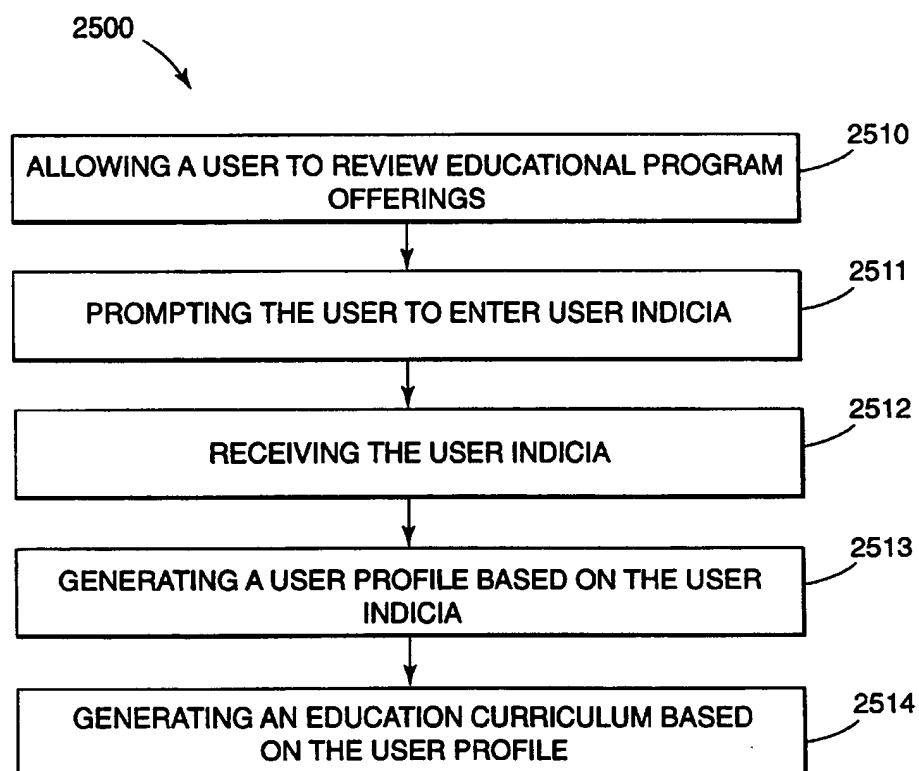 2500
2510
ALLOWING A USER TO REVIEW EDUCATIONAL PROGRAM
OFFERINGS
2511
PROMPTING THE USER TO ENTER USER INDICIA
2512
RECEIVING THE USER INDICIA
2513
GENERATING A USER PROFILE BASED ON THE USER
INDICIA
2514
GENERATING AN EDUCATION CURRICULUM BASED
ON THE USER PROFILE